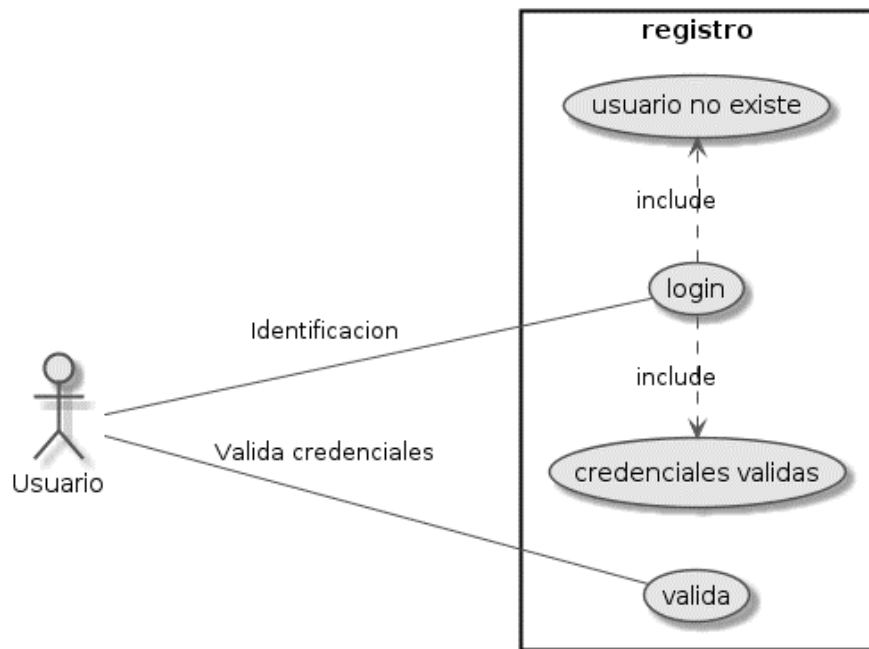 registro
usuario no existe
include
login
Identificacion
include
Valida credenciales
credenciales validas
Usuario
valida